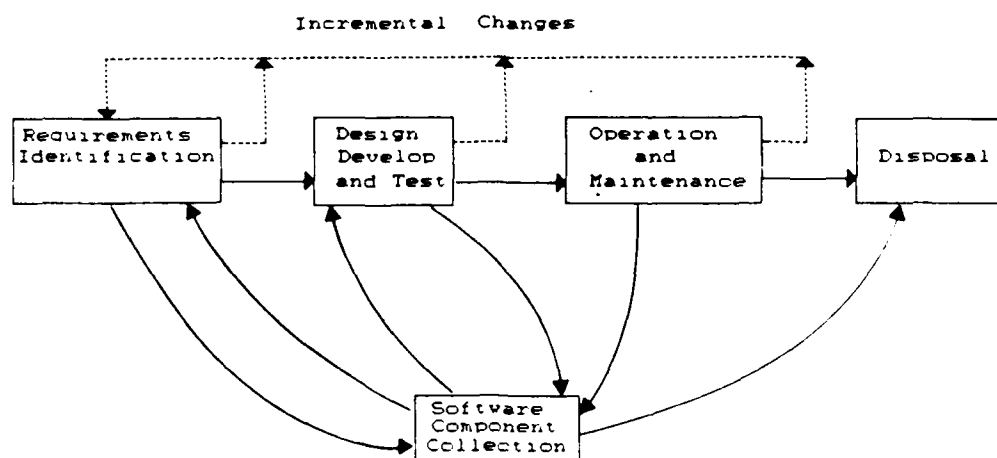 Incremental Changes
Requirements
Identification
Design
Develop
and Test
Operation
and
Maintenance
Disposal
Software
Component
Collection